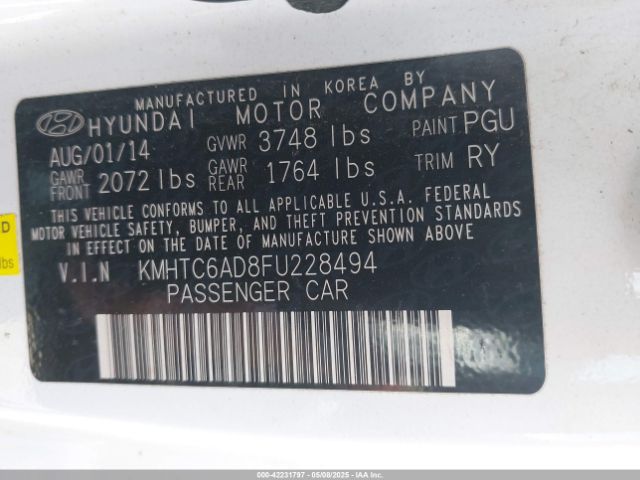 MANUFACTURED IN KOREA BY
HYUNDAI MOTOR COMPANY
AUG/01/14 GVWR 3748 lbs PAINT PGU
GAWR FRONT 2072 lbs GAWR REAR 1764 lbs TRIM RY
THIS VEHICLE CONFORMS TO ALL APPLICABLE U.S.A. FEDERAL
MOTOR VEHICLE SAFETY, BUMPER, AND THEFT PREVENTION STANDARDS
IN EFFECT ON THE DATE OF MANUFACTURE SHOWN ABOVE.
V.I.N KMHTC6AD8FU228494
PASSENGER CAR
D
lbs
000-42231797 - 05/08/2025 - IAAI.COM